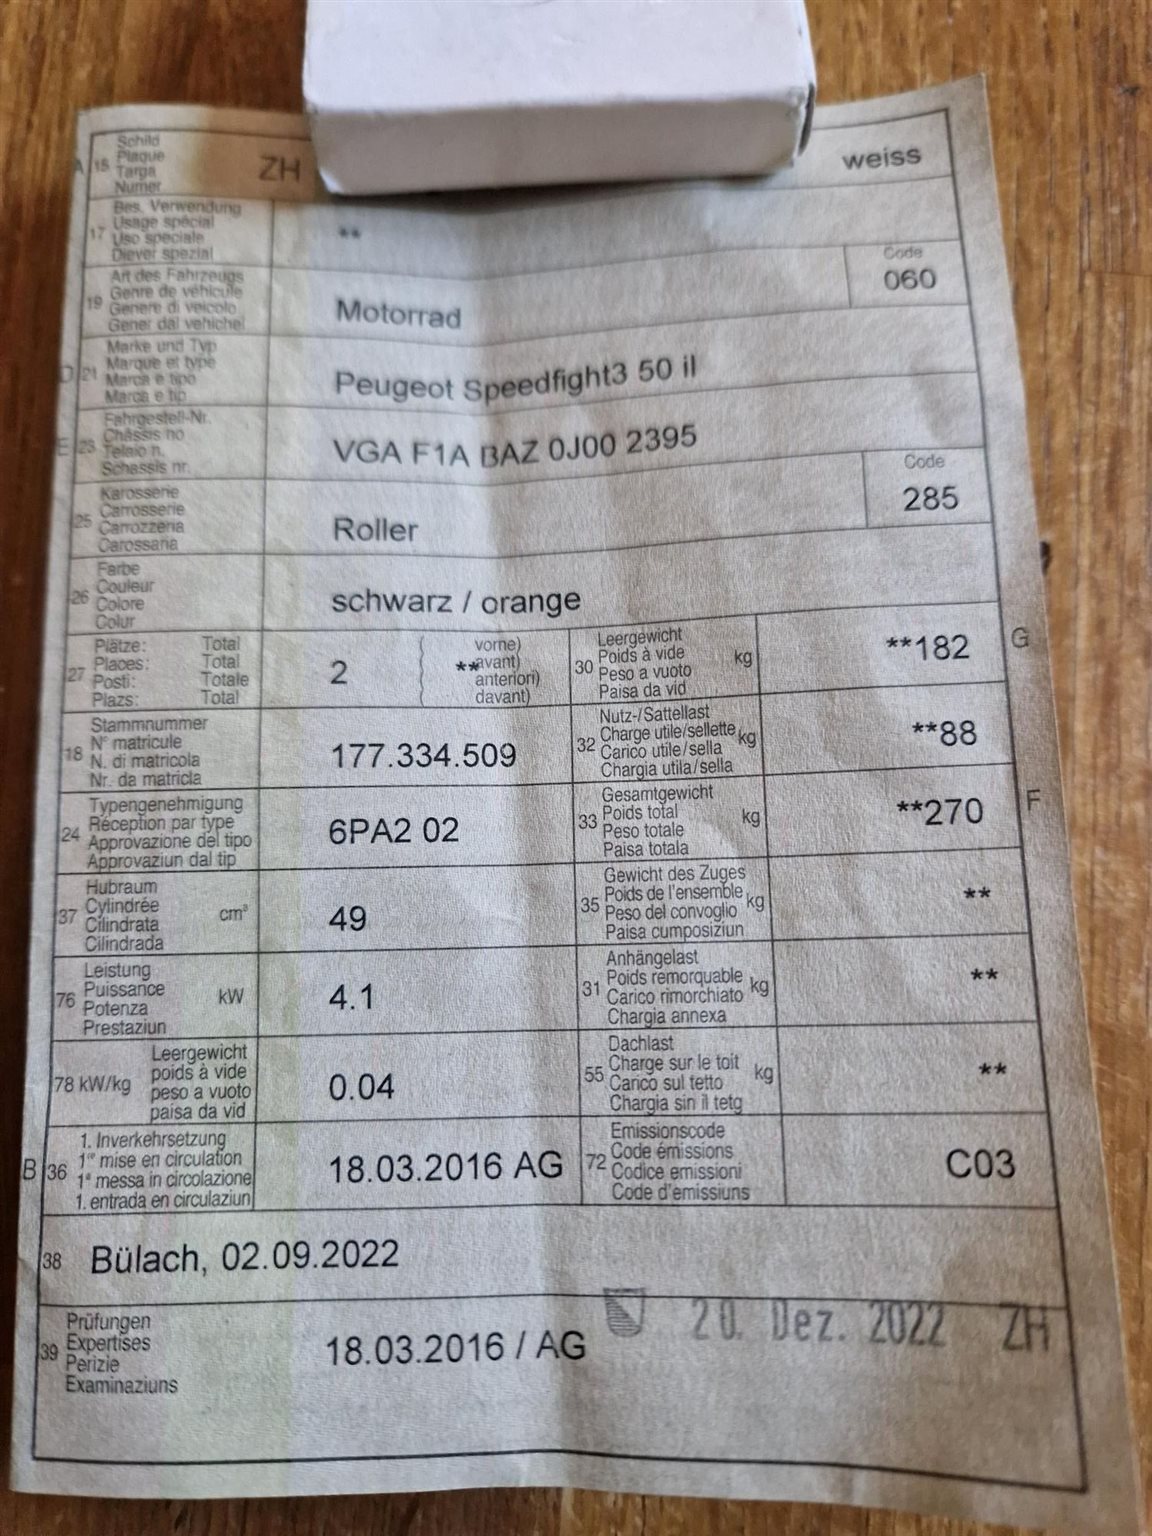 A 15 Schild
Plaque
Targa
Numer
ZH
weiss
17 Bes. Verwendung
Usage spécial
Uso speciale
Diever spezial
**
19 Art des Fahrzeugs
Genre de véhicule
Genere di veicolo
Gener dal vehichel
Motorrad
Code
060
D 21 Marke und Typ
Marque et type
Marca e tipo
Marca e tip
Peugeot Speedfight3 50 il
E 23 Fahrgestell-Nr.
Châssis no
Telaio n.
Schassis nr.
VGA F1A BAZ 0J00 2395
25 Karosserie
Carrosserie
Carrozzeria
Carossaria
Roller
Code
285
26 Farbe
Couleur
Colore
Colur
schwarz / orange
27 Plätze: Total
Places: Total
Posti: Totale
Plazs: Total
2
( vorne)
( ** avant)
( anteriori)
( davant)
30 Leergewicht
Poids à vide
Peso a vuoto
Paisa da vid
kg
**182
G
18 Stammnummer
N° matricule
N. di matricola
Nr. da matricla
177.334.509
32 Nutz-/Sattellast
Charge utile/sellette
Carico utile/sella
Chargia utila/sella
kg
**88
24 Typengenehmigung
Réception par type
Approvazione del tipo
Approvaziun dal tip
6PA2 02
33 Gesamtgewicht
Poids total
Peso totale
Paisa totala
kg
**270
F
37 Hubraum
Cylindrée
Cilindrata
Cilindrada
cm³
49
35 Gewicht des Zuges
Poids de l'ensemble
Peso del convoglio
Paisa cumposiziun
kg
**
76 Leistung
Puissance
Potenza
Prestaziun
kW
4.1
31 Anhängelast
Poids remorquable
Carico rimorchiato
Chargia annexa
kg
**
78 kW/kg
Leergewicht
poids à vide
peso a vuoto
paisa da vid
0.04
55 Dachlast
Charge sur le toit
Carico sul tetto
Chargia sin il tetg
kg
**
B 36 1. Inverkehrsetzung
1re mise en circulation
1a messa in circolazione
1. entrada en circulaziun
18.03.2016 AG
72 Emissionscode
Code émissions
Codice emissioni
Code d'emissiuns
C03
38 Bülach, 02.09.2022
39 Prüfungen
Expertises
Perizie
Examinaziuns
18.03.2016 / AG
20. Dez. 2022 ZH